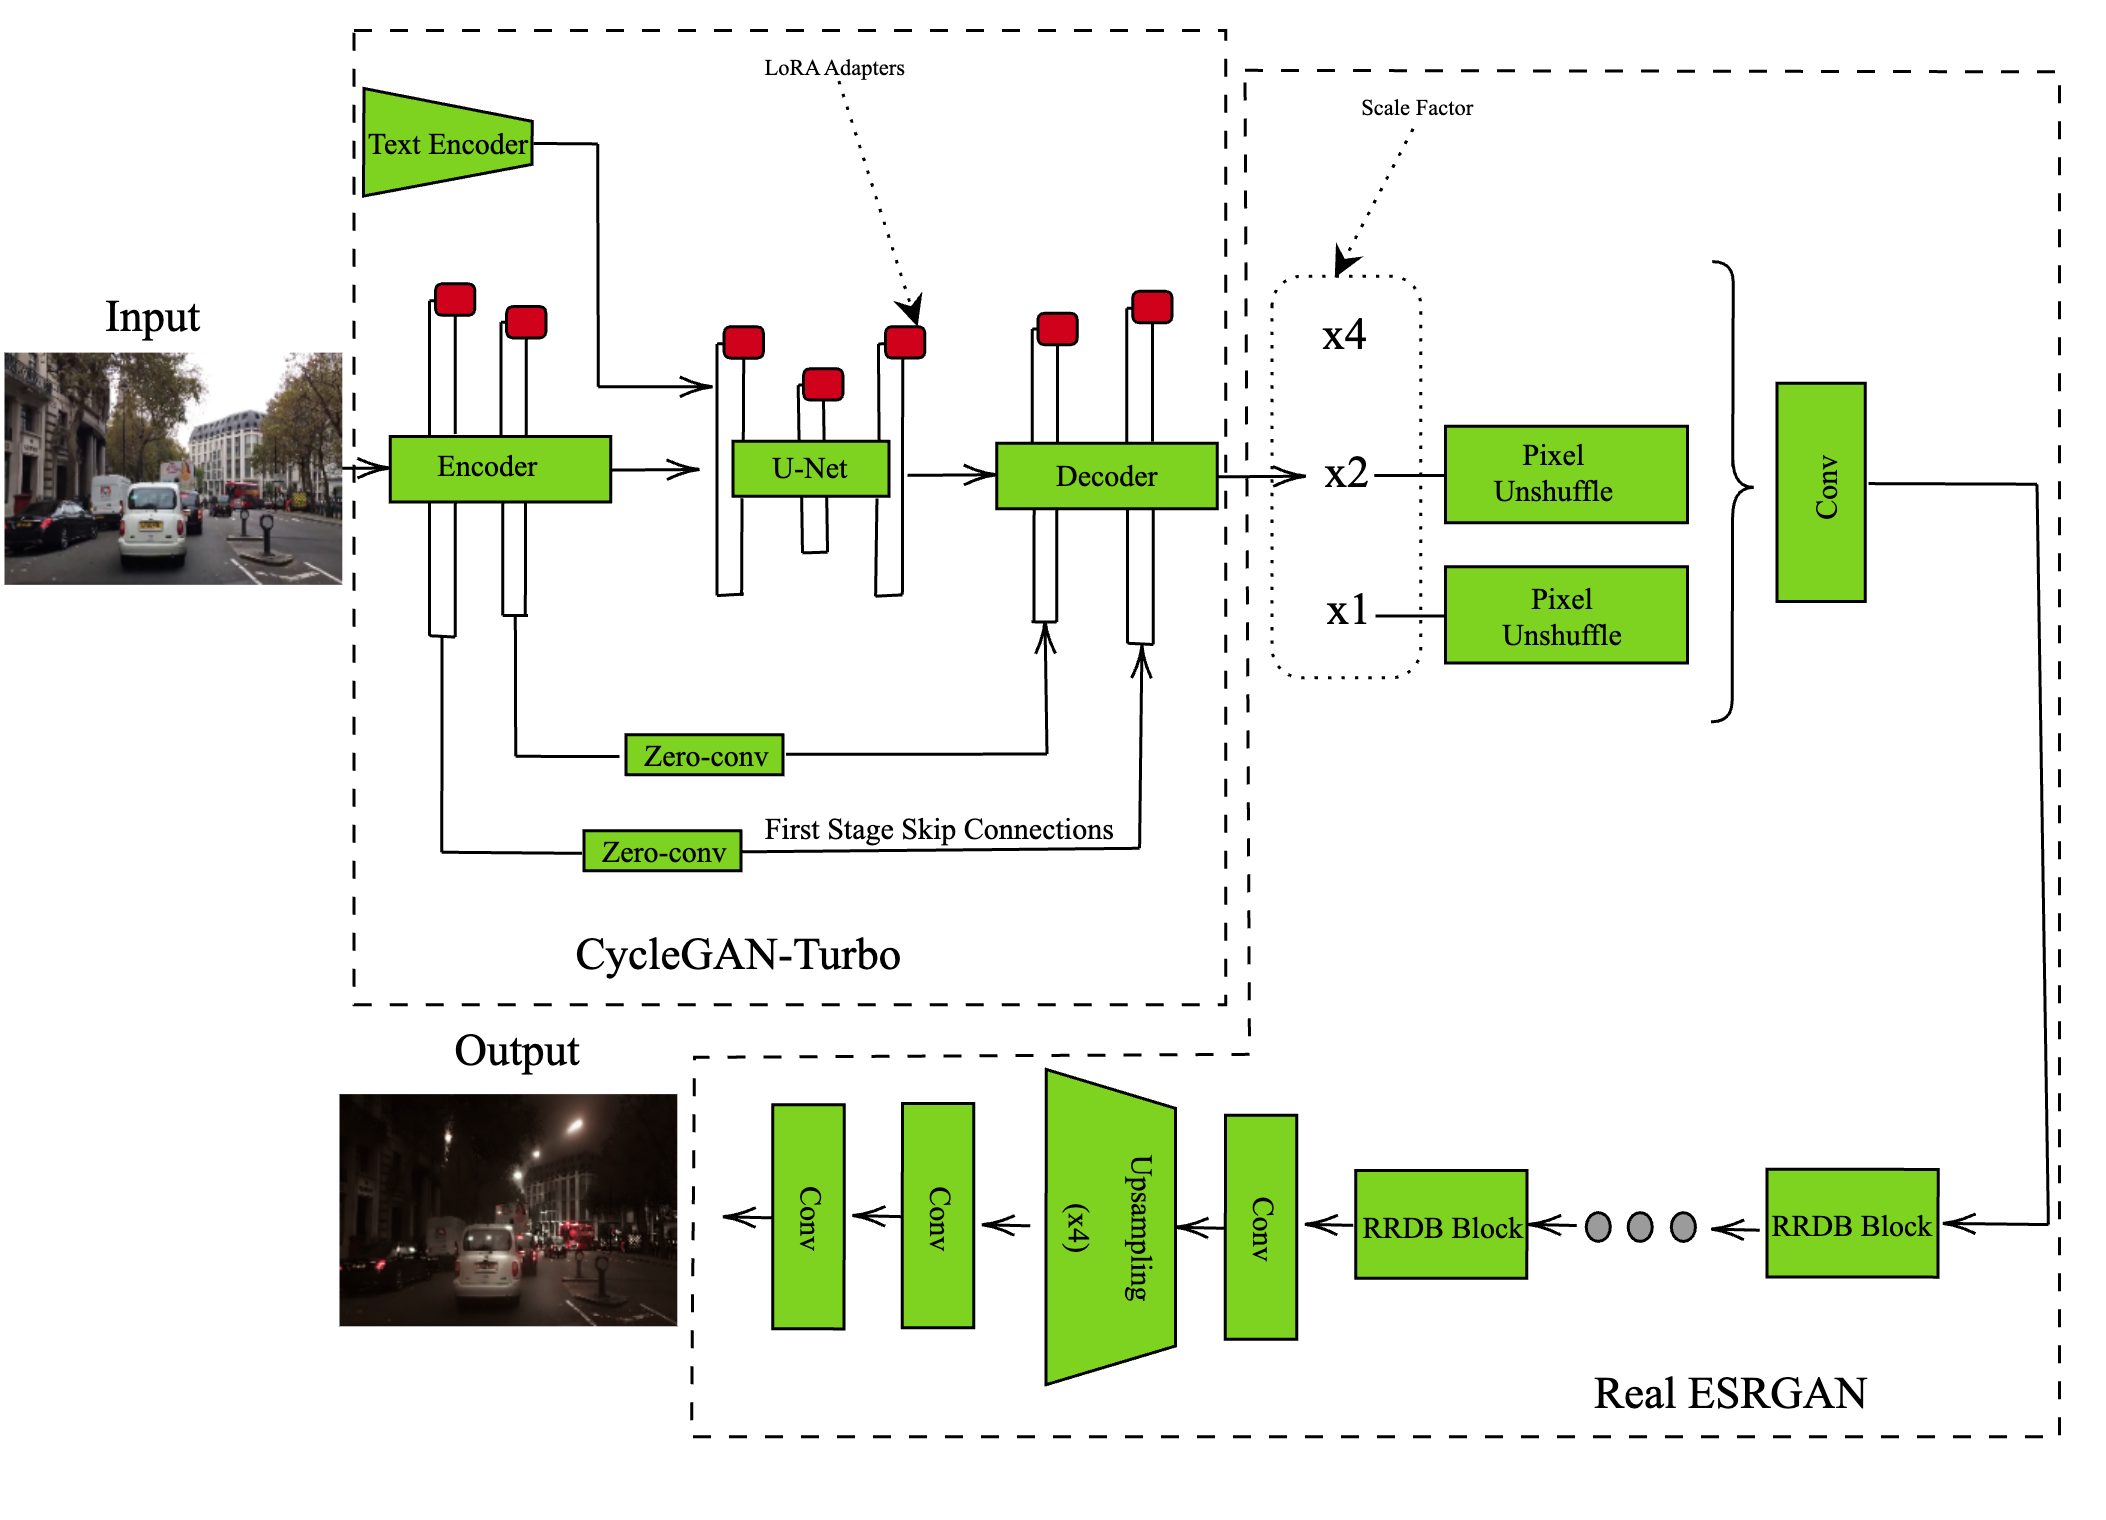 LoRA Adapters
Scale Factor
Text Encoder
Input
x4
Encoder
U-Net
Decoder
x2
Pixel
Unshuffle
Conv
x1
Pixel
Unshuffle
Zero-conv
First Stage Skip Connections
Zero-conv
CycleGAN-Turbo
Output
Conv
Conv
Upsampling
(x4)
Conv
RRDB Block
RRDB Block
Real ESRGAN